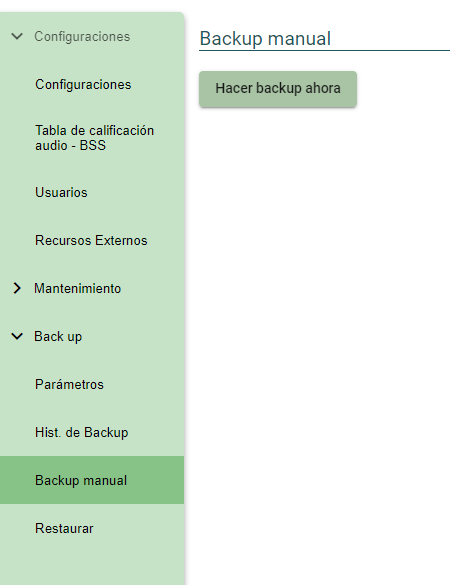 Configuraciones
Configuraciones
Tabla de calificación
audio - BSS
Usuarios
Recursos Externos
Mantenimiento
Back up
Parámetros
Hist. de Backup
Backup manual
Restaurar
Backup manual
Hacer backup ahora